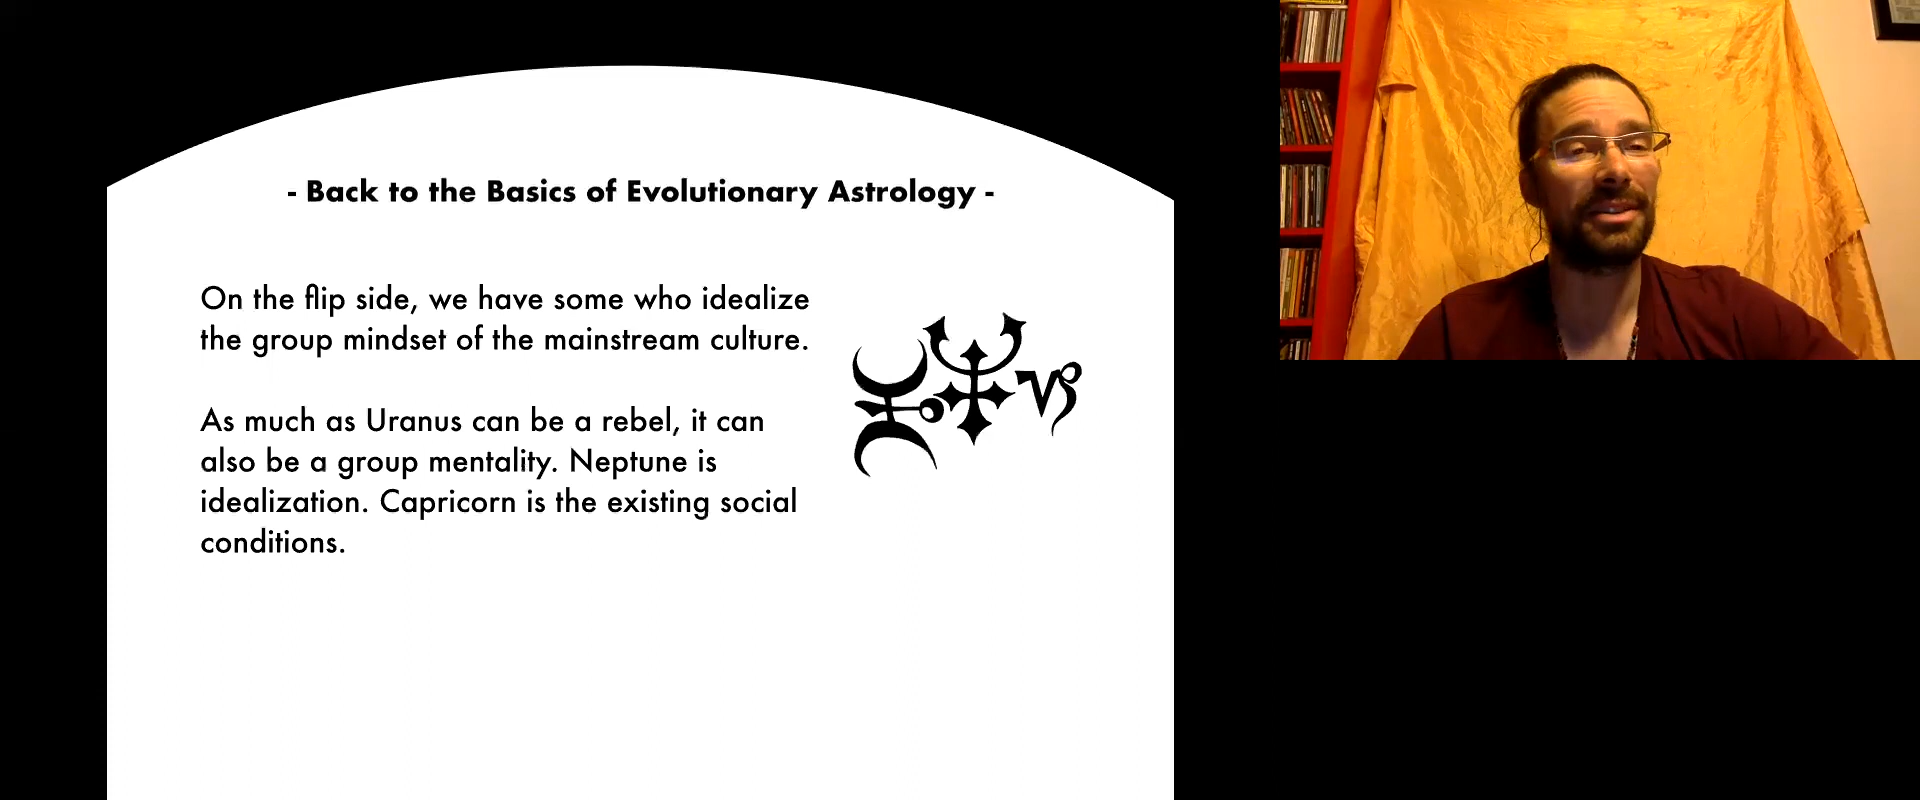 - Back to the Basics of Evolutionary Astrology -
On the flip side, we have some who idealize
the group mindset of the mainstream culture.
As much as Uranus can be a rebel, it can
also be a group mentality. Neptune is
idealization. Capricorn is the existing social
conditions.